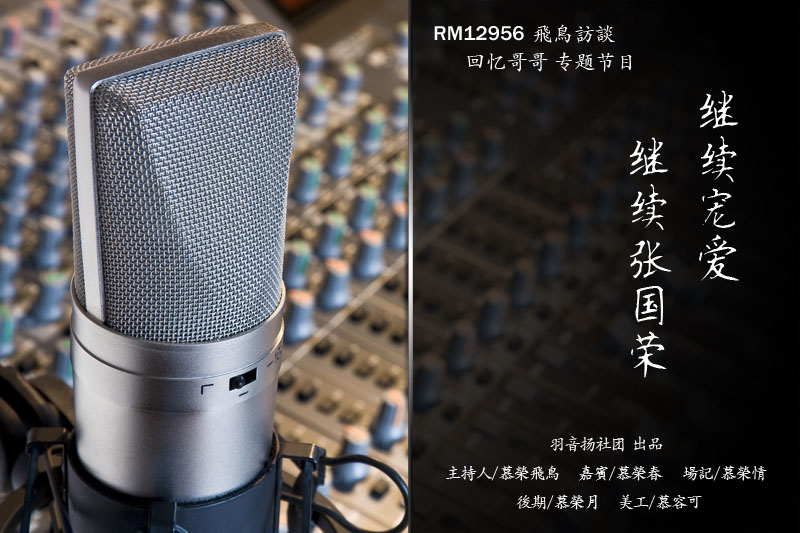 RM12956 飛鳥訪談
回忆哥哥 专题节目
继续宠爱
继续张国荣
羽音扬社团 出品
主持人/慕榮飛鳥 嘉賓/慕榮春 場記/慕榮情
後期/慕榮月 美工/慕容可